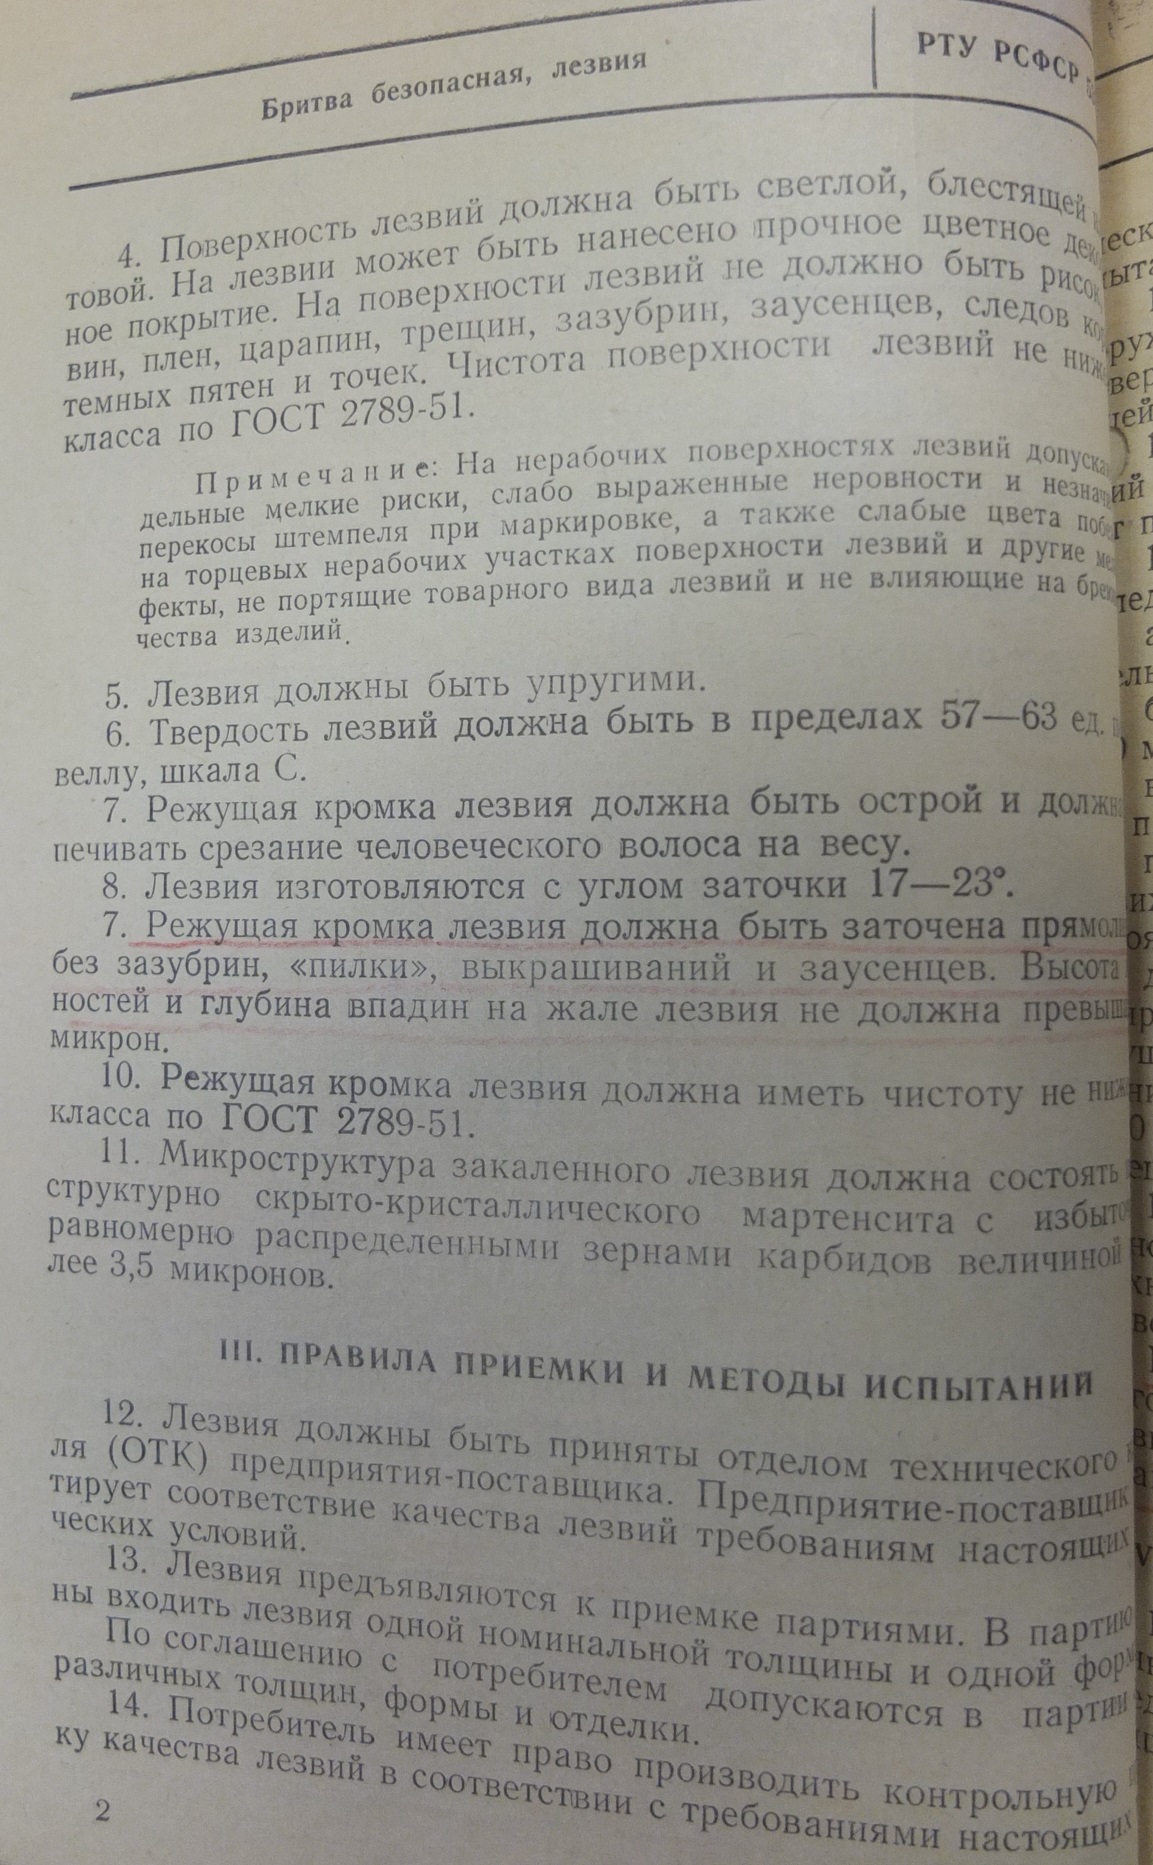 Бритва безопасная, лезвия
РТУ РСФСР
4. Поверхность лезвий должна быть светлой, блестящей
товой. На лезвии может быть нанесено прочное цветное
ное покрытие. На поверхности лезвий не должно быть рисок,
вин, плен, царапин, трещин, зазубрин, заусенцев, следов
темных пятен и точек. Чистота поверхности лезвий не ниже
класса по ГОСТ 2789-51.
Примечание: На нерабочих поверхностях лезвий
дельные мелкие риски, слабо выраженные неровности и
перекосы штемпеля при маркировке, а также слабые цвета
на торцевых нерабочих участках поверхности лезвий и другие
фекты, не портящие товарного вида лезвий и не влияющие на
чества изделий.
5. Лезвия должны быть упругими.
6. Твердость лезвий должна быть в пределах 57—63 ед.
веллу, шкала С.
7. Режущая кромка лезвия должна быть острой и
печивать срезание человеческого волоса на весу.
8. Лезвия изготовляются с углом заточки 17—23°.
7. Режущая кромка лезвия должна быть заточена
без зазубрин, «пилки», выкрашиваний и заусенцев. Высота
ностей и глубина впадин на жале лезвия не должна
микрон.
10. Режущая кромка лезвия должна иметь чистоту не
класса по ГОСТ 2789-51.
11. Микроструктура закаленного лезвия должна состоять
структурно скрыто-кристаллического мартенсита с
равномерно распределенными зернами карбидов величиной
лее 3,5 микронов.
III. ПРАВИЛА ПРИЕМКИ И МЕТОДЫ ИСПЫТАНИЙ
12. Лезвия должны быть приняты отделом технического
ля (ОТК) предприятия-поставщика. Предприятие-поставщик
тирует соответствие качества лезвий требованиям настоящих
ческих условий.
13. Лезвия предъявляются к приемке партиями. В партию
ны входить лезвия одной номинальной толщины и одной
По соглашению с потребителем допускаются в партии
различных толщин, формы и отделки.
14. Потребитель имеет право производить контрольную
ку качества лезвий в соответствии с требованиями настоящих
2